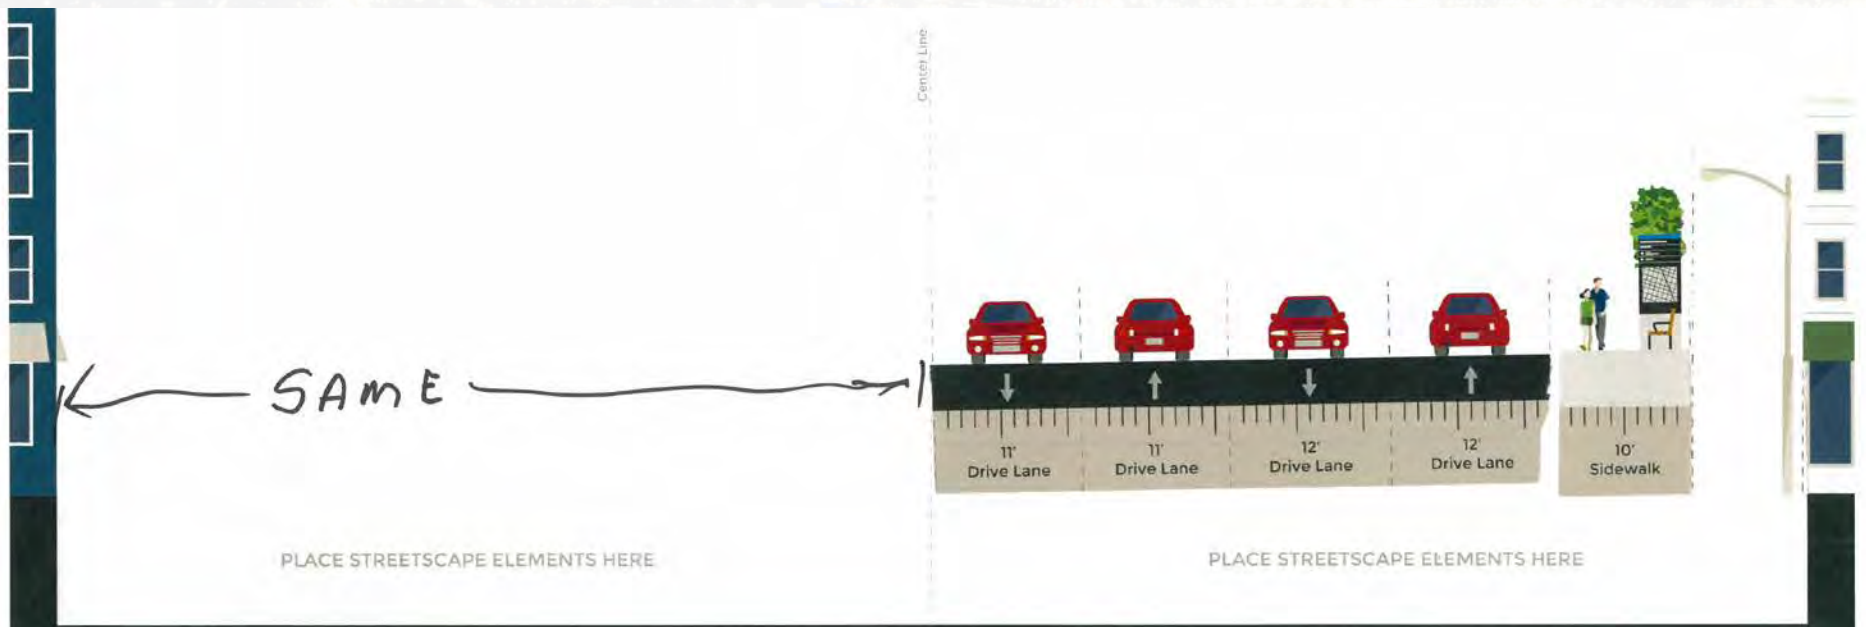 Center Line
SAME
11'
Drive Lane
11'
Drive Lane
12'
Drive Lane
12'
Drive Lane
10'
Sidewalk
PLACE STREETSCAPE ELEMENTS HERE
PLACE STREETSCAPE ELEMENTS HERE